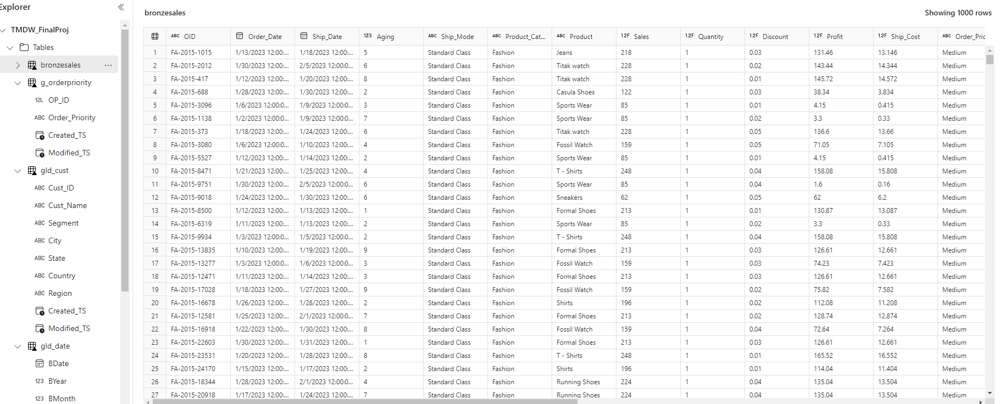 Explorer
TMDW_FinalProj
Tables
bronzesales ...
g_orderpriority
12L OP_ID
ABC Order_Priority
Created_TS
Modified_TS
gld_cust
ABC Cust_ID
ABC Cust_Name
ABC Segment
ABC City
ABC State
ABC Country
ABC Region
Created_TS
Modified_TS
gld_date
BDate
123 BYear
123 BMonth
bronzesales
Showing 1000 rows
ABC OID Order_Date Ship_Date 123 Aging ABC Ship_Mode ABC Product_Cat... ABC Product 1.2F Sales 1.2F Quantity 1.2F Discount 1.2F Profit 1.2F Ship_Cost ABC Order_Pric
1 FA-2015-1015 1/13/2023 12:00:... 1/18/2023 12:00:... 5 Standard Class Fashion Jeans 218 1 0.03 131.46 13.146 Medium
2 FA-2015-2012 1/30/2023 12:00:... 2/5/2023 12:00:0... 6 Standard Class Fashion Titak watch 228 1 0.02 143.44 14.344 Medium
3 FA-2015-417 1/12/2023 12:00:... 1/20/2023 12:00:... 8 Standard Class Fashion Titak watch 228 1 0.01 145.72 14.572 Medium
4 FA-2015-688 1/28/2023 12:00:... 1/30/2023 12:00:... 2 Standard Class Fashion Casula Shoes 122 1 0.03 38.34 3.834 Medium
5 FA-2015-3096 1/6/2023 12:00:0... 1/9/2023 12:00:0... 3 Standard Class Fashion Sports Wear 85 1 0.01 4.15 0.415 Medium
6 FA-2015-1138 1/2/2023 12:00:0... 1/9/2023 12:00:0... 7 Standard Class Fashion Sports Wear 85 1 0.02 3.3 0.33 Medium
7 FA-2015-373 1/18/2023 12:00:... 1/24/2023 12:00:... 6 Standard Class Fashion Titak watch 228 1 0.05 136.6 13.66 Medium
8 FA-2015-3080 1/6/2023 12:00:0... 1/10/2023 12:00:... 4 Standard Class Fashion Fossil Watch 159 1 0.05 71.05 7.105 Medium
9 FA-2015-5527 1/12/2023 12:00:... 1/14/2023 12:00:... 2 Standard Class Fashion Sports Wear 85 1 0.01 4.15 0.415 Medium
10 FA-2015-8471 1/21/2023 12:00:... 1/25/2023 12:00:... 4 Standard Class Fashion T - Shirts 248 1 0.04 158.08 15.808 Medium
11 FA-2015-9751 1/30/2023 12:00:... 2/5/2023 12:00:0... 6 Standard Class Fashion Sports Wear 85 1 0.04 1.6 0.16 Medium
12 FA-2015-9018 1/24/2023 12:00:... 1/30/2023 12:00:... 6 Standard Class Fashion Sneakers 62 1 0.05 62 6.2 Medium
13 FA-2015-8500 1/12/2023 12:00:... 1/13/2023 12:00:... 1 Standard Class Fashion Formal Shoes 213 1 0.01 130.87 13.087 Medium
14 FA-2015-6319 1/11/2023 12:00:... 1/13/2023 12:00:... 2 Standard Class Fashion Sports Wear 85 1 0.02 3.3 0.33 Medium
15 FA-2015-9934 1/3/2023 12:00:0... 1/5/2023 12:00:0... 2 Standard Class Fashion T - Shirts 248 1 0.04 158.08 15.808 Medium
16 FA-2015-13835 1/10/2023 12:00:... 1/19/2023 12:00:... 9 Standard Class Fashion Formal Shoes 213 1 0.03 126.61 12.661 Medium
17 FA-2015-13277 1/3/2023 12:00:0... 1/6/2023 12:00:0... 3 Standard Class Fashion Fossil Watch 159 1 0.03 74.23 7.423 Medium
18 FA-2015-12471 1/11/2023 12:00:... 1/14/2023 12:00:... 3 Standard Class Fashion Formal Shoes 213 1 0.03 126.61 12.661 Medium
19 FA-2015-17028 1/18/2023 12:00:... 1/27/2023 12:00:... 9 Standard Class Fashion Fossil Watch 159 1 0.02 75.82 7.582 Medium
20 FA-2015-16678 1/26/2023 12:00:... 1/28/2023 12:00:... 2 Standard Class Fashion Shirts 196 1 0.02 112.08 11.208 Medium
21 FA-2015-12581 1/25/2023 12:00:... 2/1/2023 12:00:0... 7 Standard Class Fashion Formal Shoes 213 1 0.02 128.74 12.874 Medium
22 FA-2015-16918 1/22/2023 12:00:... 1/30/2023 12:00:... 8 Standard Class Fashion Fossil Watch 159 1 0.04 72.64 7.264 Medium
23 FA-2015-22603 1/30/2023 12:00:... 1/31/2023 12:00:... 1 Standard Class Fashion Formal Shoes 213 1 0.03 126.61 12.661 Medium
24 FA-2015-23531 1/20/2023 12:00:... 1/28/2023 12:00:... 8 Standard Class Fashion T - Shirts 248 1 0.01 165.52 16.552 Medium
25 FA-2015-24170 1/15/2023 12:00:... 1/17/2023 12:00:... 2 Standard Class Fashion Shirts 196 1 0.01 114.04 11.404 Medium
26 FA-2015-18344 1/28/2023 12:00:... 2/1/2023 12:00:0... 4 Standard Class Fashion Running Shoes 224 1 0.04 135.04 13.504 Medium
27 FA-2015-20918 1/17/2023 12:00:... 1/24/2023 12:00:... 7 Standard Class Fashion Running Shoes 224 1 0.04 135.04 13.504 Medium